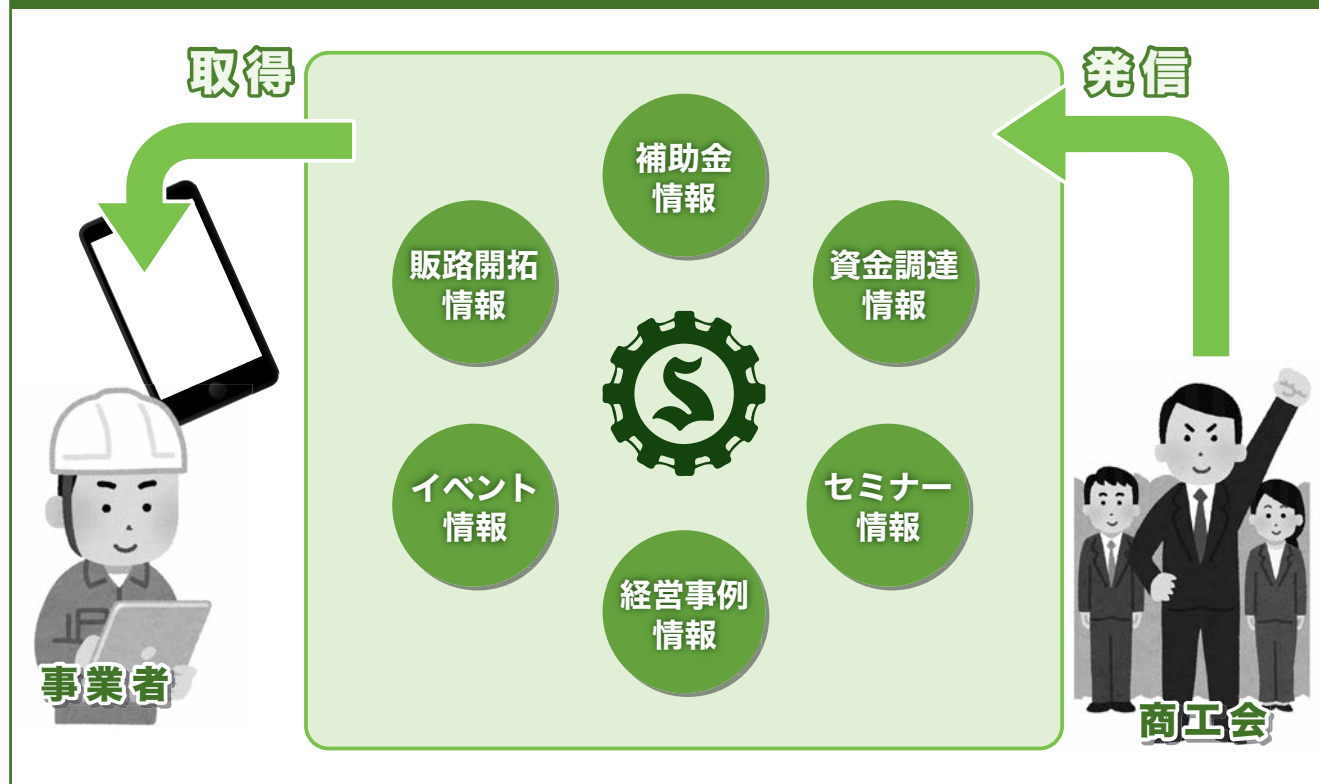 取得
発信
補助金
情報
販路開拓
情報
資金調達
情報
S
イベント
情報
セミナー
情報
経営事例
情報
事業者
商工会